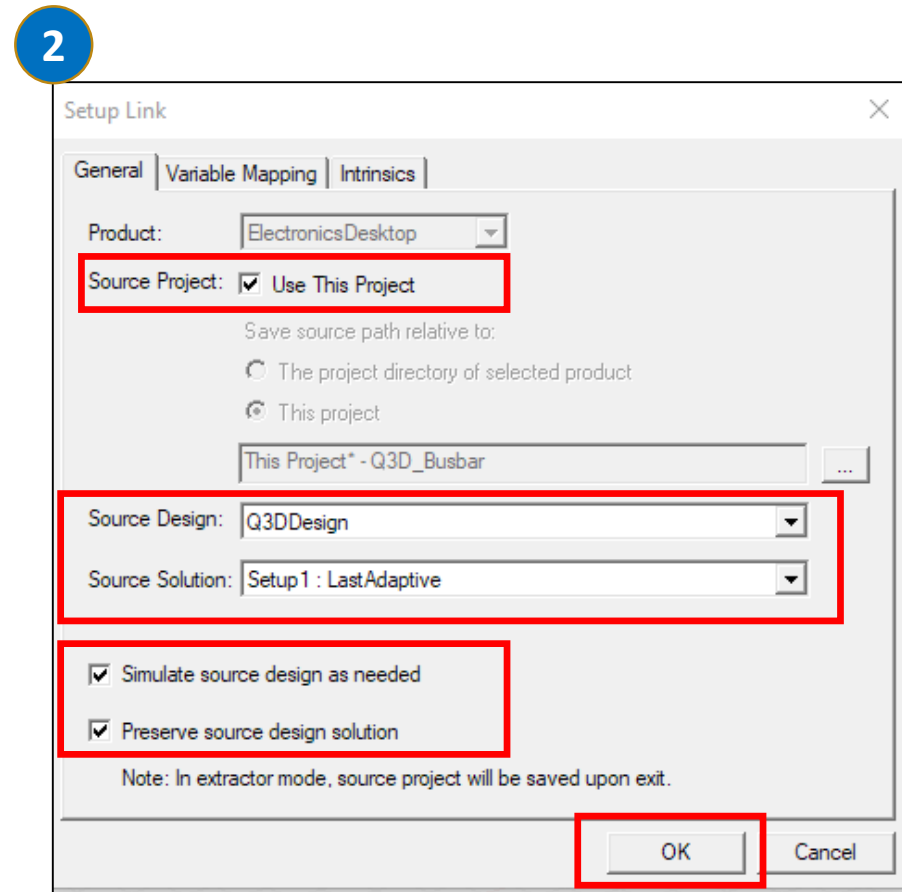 2
Setup Link
General Variable Mapping Intrinsics
Product: ElectronicsDesktop
Source Project: Use This Project
Save source path relative to:
The project directory of selected product
This project
This Project* - Q3D_Busbar ...
Source Design: Q3DDesign
Source Solution: Setup1 : LastAdaptive
Simulate source design as needed
Preserve source design solution
Note: In extractor mode, source project will be saved upon exit.
OK Cancel